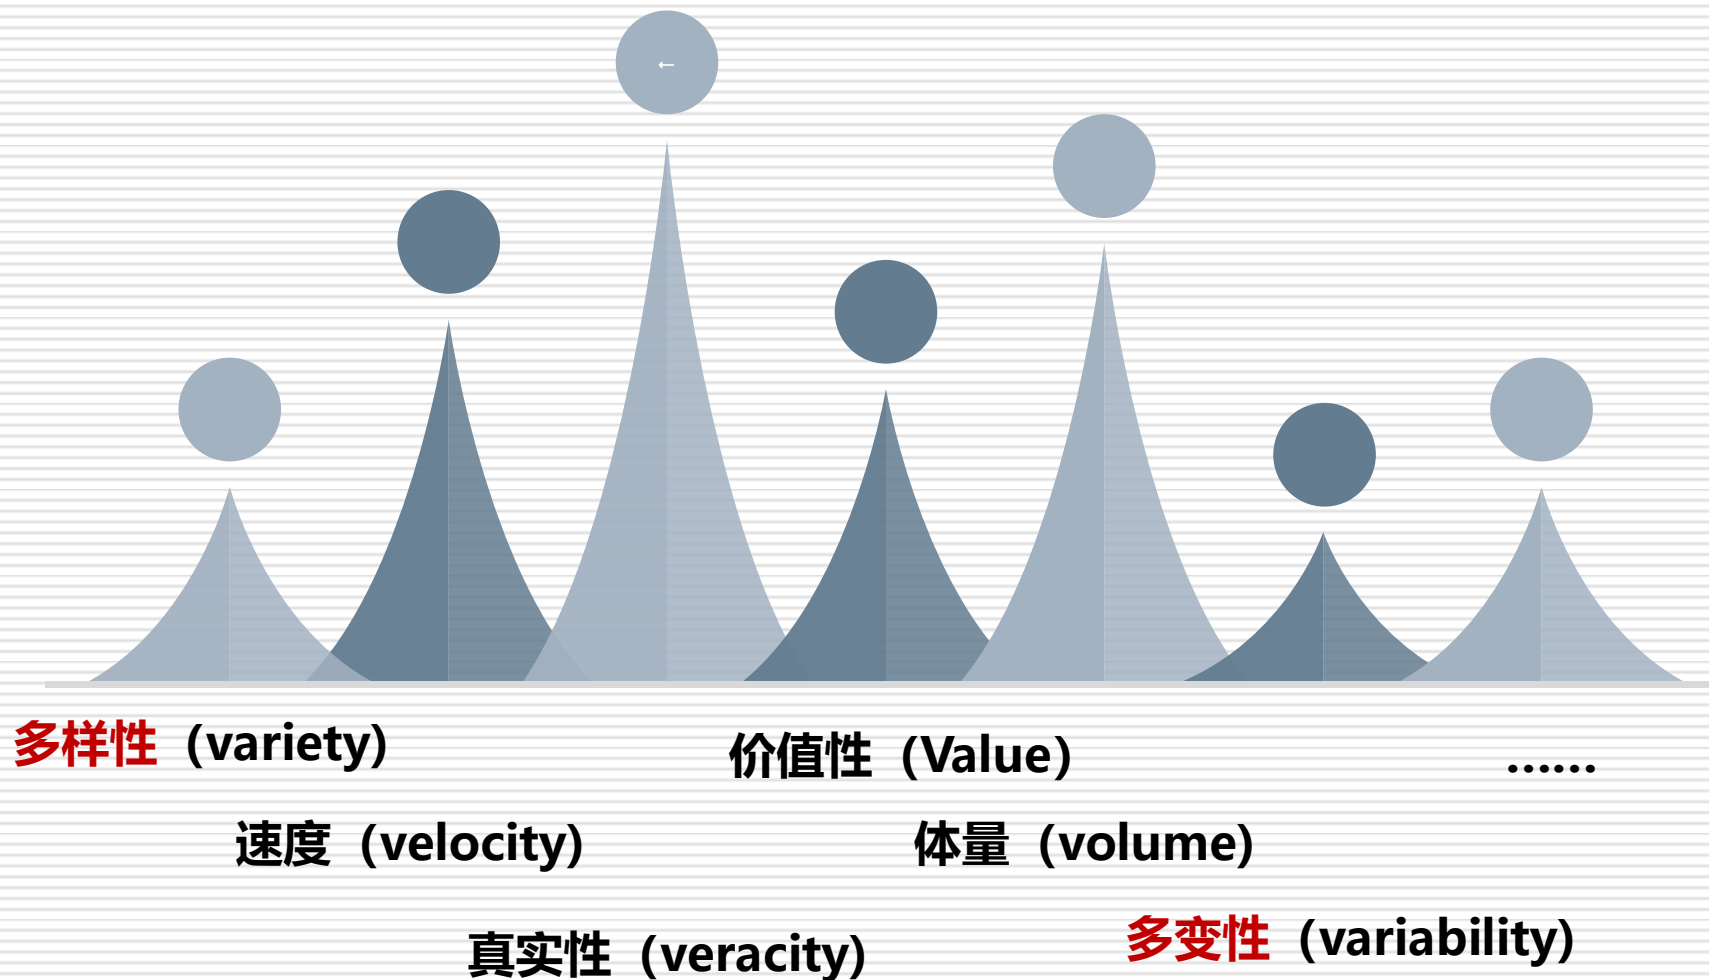 ←
多样性（variety)
价值性（Value）
……
速度（velocity)
体量（volume)
多变性（variability)
真实性（veracity)